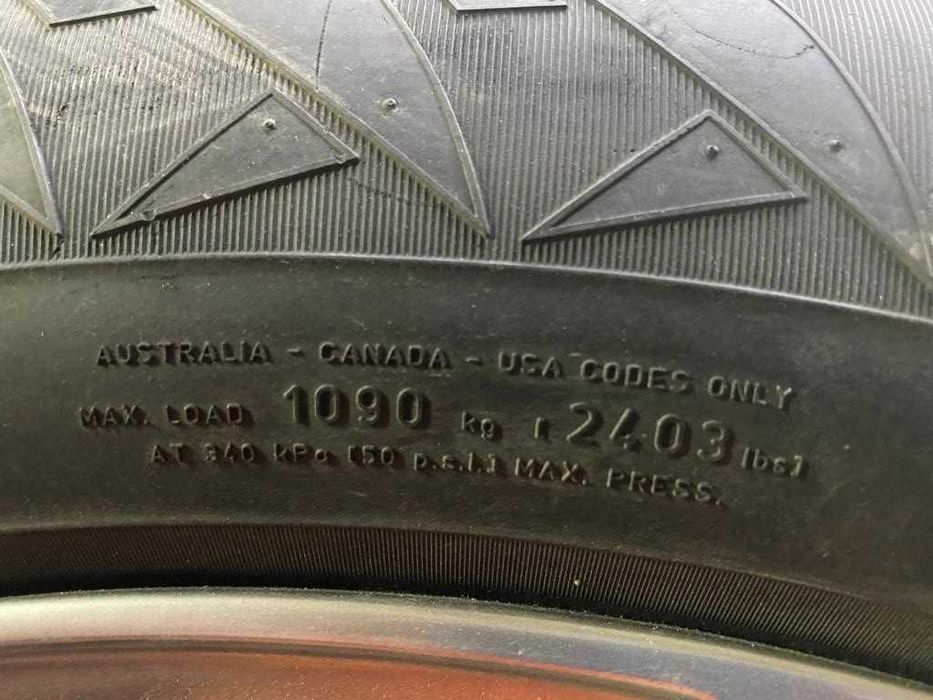 AUSTRALIA - CANADA - USA CODES ONLY
MAX. LOAD 1090 kg [2403 lbs]
AT 340 kPa [50 p.s.i.] MAX. PRESS.